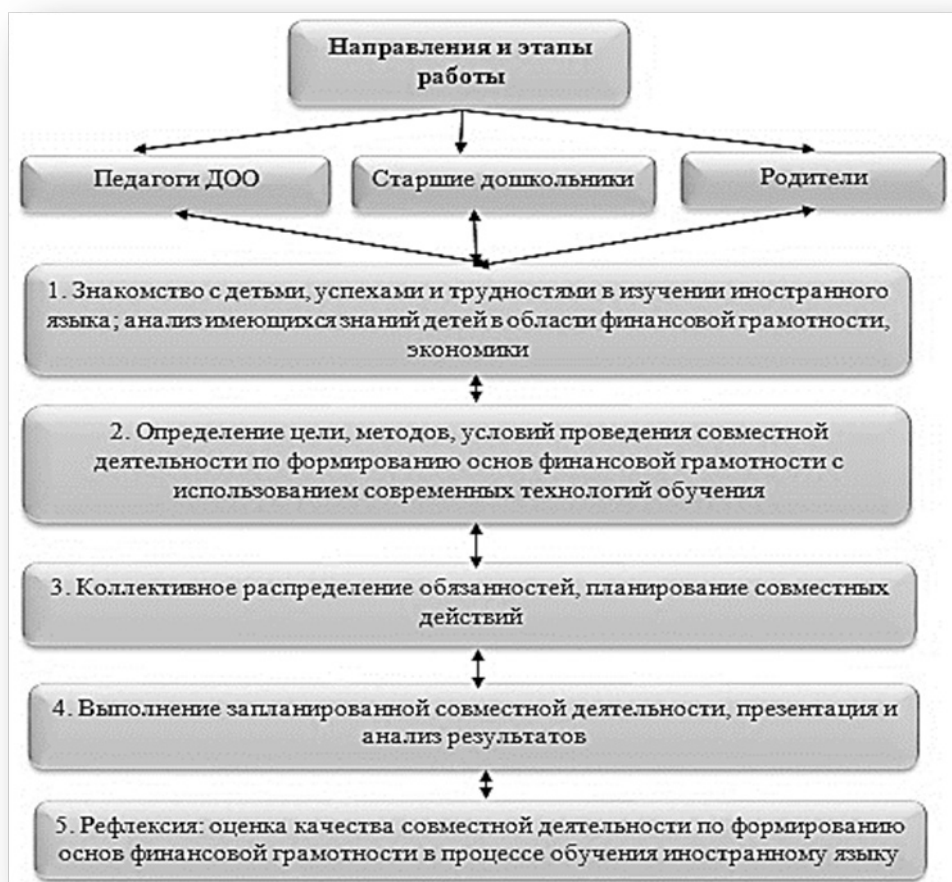 Направления и этапы
работы
Педагоги ДОО
Старшие дошкольники
Родители
1. Знакомство с детьми, успехами и трудностями в изучении иностранного
языка; анализ имеющихся знаний детей в области финансовой грамотности,
экономики
2. Определение цели, методов, условий проведения совместной
деятельности по формированию основ финансовой грамотности с
использованием современных технологий обучения
3. Коллективное распределение обязанностей, планирование совместных
действий
4. Выполнение запланированной совместной деятельности, презентация и
анализ результатов
5. Рефлексия: оценка качества совместной деятельности по формированию
основ финансовой грамотности в процессе обучения иностранному языку